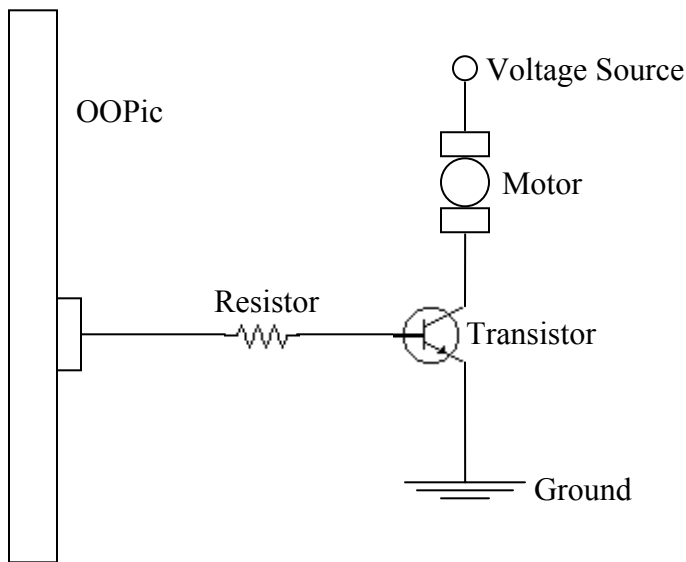 Voltage Source
OOPic
Motor
Resistor
Transistor
Ground